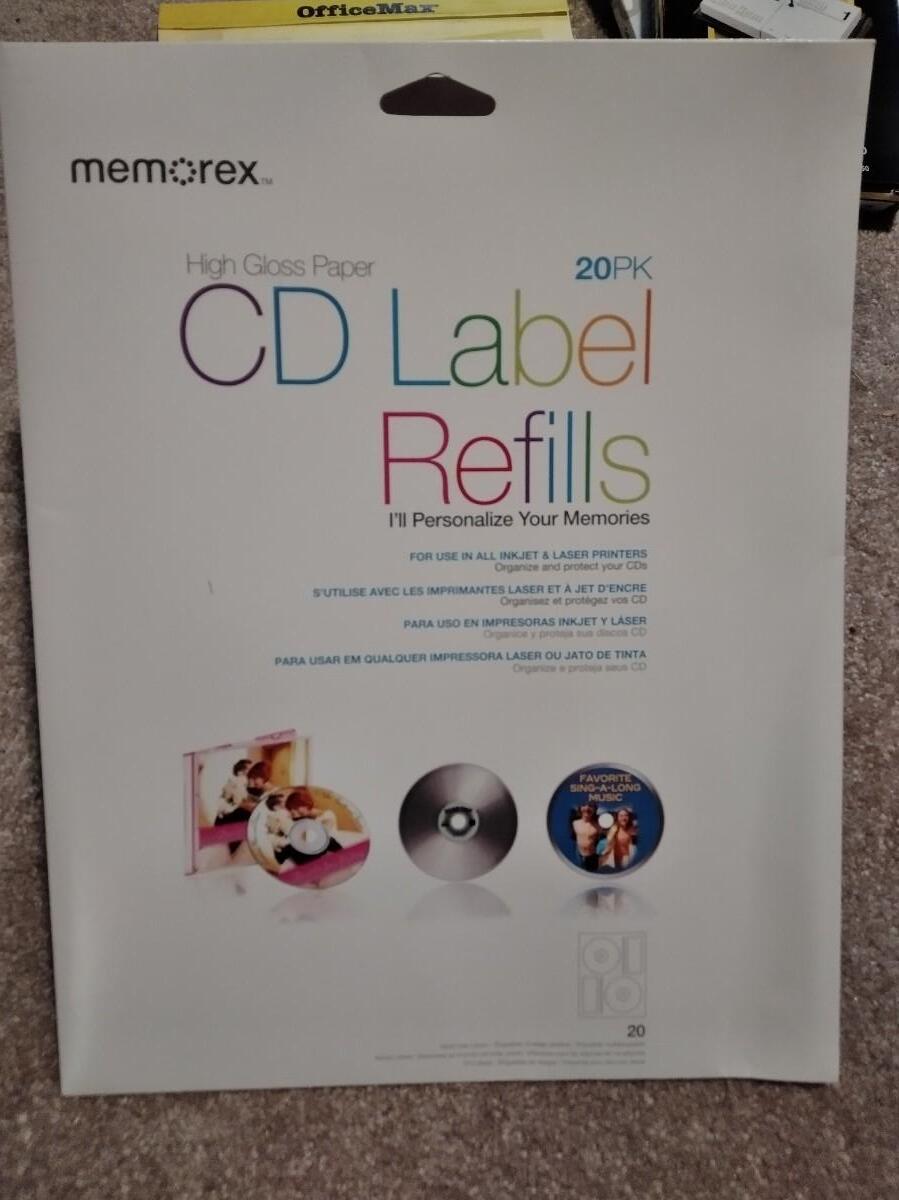 OfficeMax
1
memorex™
High Gloss Paper 20PK
CD Label
Refills
I'll Personalize Your Memories
FOR USE IN ALL INKJET & LASER PRINTERS
Organize and protect your CDs
S'UTILISE AVEC LES IMPRIMANTES LASER ET À JET D'ENCRE
Organisez et protégez vos CD
PARA USO EN IMPRESORAS INKJET Y LÁSER
Organice y proteja sus discos CD
PARA USAR EM QUALQUER IMPRESSORA LASER OU JATO DE TINTA
Organize e proteja seus CD
FAVORITE
SING-A-LONG
MUSIC
20